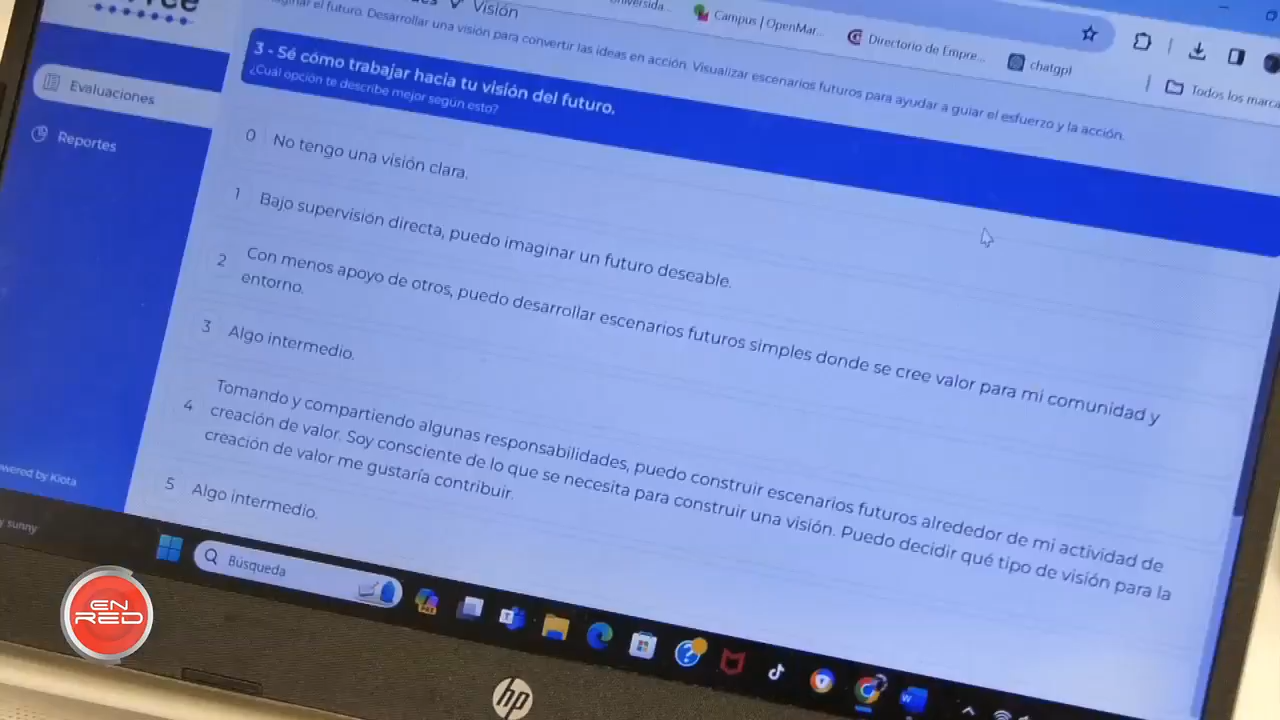 Visión
Campus | OpenMar...
Directorio de Empre...
chatgpt
Todos los marca
el futuro. Desarrollar una visión para convertir las ideas en acción. Visualizar escenarios futuros para ayudar a guiar el esfuerzo y la acción.
3 - Sé cómo trabajar hacia tu visión del futuro.
¿Cuál opción te describe mejor según esto?
Evaluaciones
Reportes
0 No tengo una visión clara.
1 Bajo supervisión directa, puedo imaginar un futuro deseable.
2 Con menos apoyo de otros, puedo desarrollar escenarios futuros simples donde se cree valor para mi comunidad y
entorno.
3 Algo intermedio.
4 Tomando y compartiendo algunas responsabilidades, puedo construir escenarios futuros alrededor de mi actividad de
creación de valor. Soy consciente de lo que se necesita para construir una visión. Puedo decidir qué tipo de visión para la
creación de valor me gustaría contribuir.
5 Algo intermedio.
wered by Kiota
y sunny
Búsqueda
EN
RED
hp